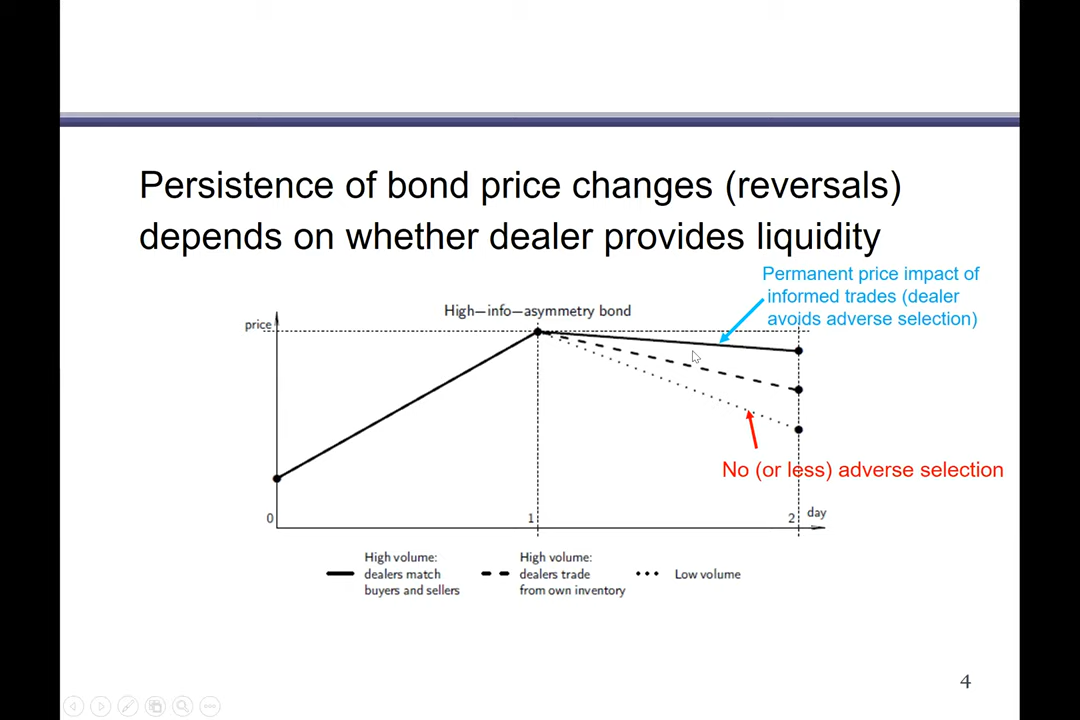 Persistence of bond price changes (reversals)
depends on whether dealer provides liquidity
Permanent price impact of
informed trades (dealer
avoids adverse selection)
High–info–asymmetry bond
price
No (or less) adverse selection
0
1
2
day
High volume:
dealers match
buyers and sellers
High volume:
dealers trade
from own inventory
Low volume
4